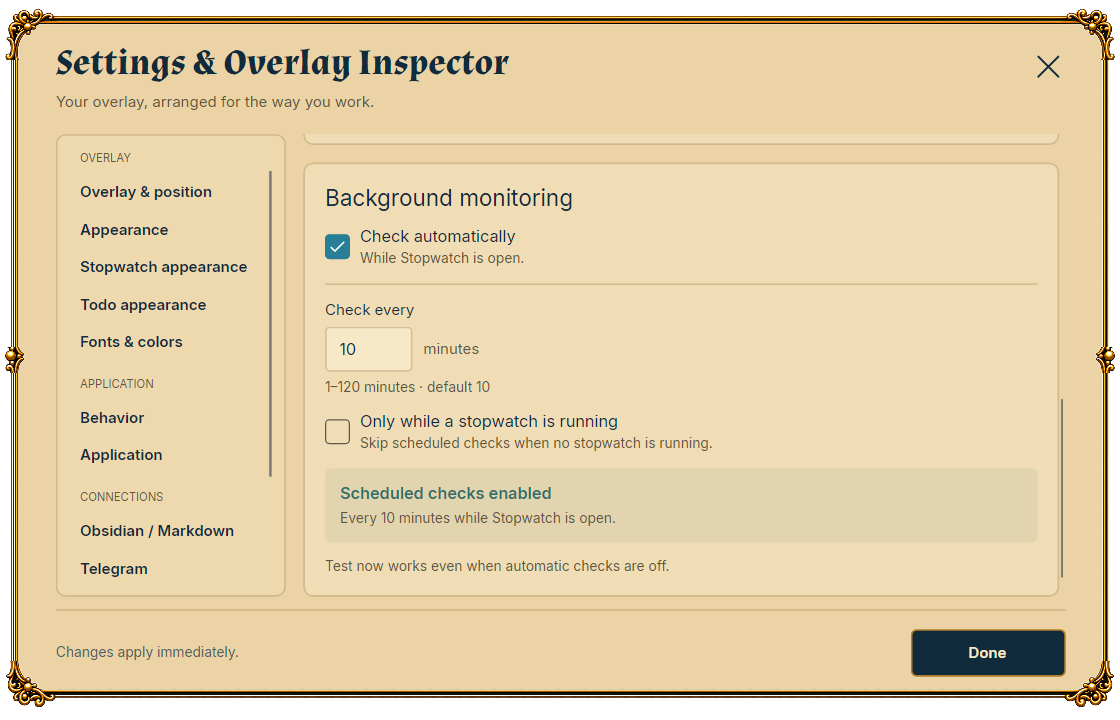 Settings & Overlay Inspector
Your overlay, arranged for the way you work.
OVERLAY
Overlay & position
Appearance
Stopwatch appearance
Todo appearance
Fonts & colors
APPLICATION
Behavior
Application
CONNECTIONS
Obsidian / Markdown
Telegram
Background monitoring
Check automatically
While Stopwatch is open.
Check every
10 minutes
1–120 minutes · default 10
Only while a stopwatch is running
Skip scheduled checks when no stopwatch is running.
Scheduled checks enabled
Every 10 minutes while Stopwatch is open.
Test now works even when automatic checks are off.
Changes apply immediately.
Done